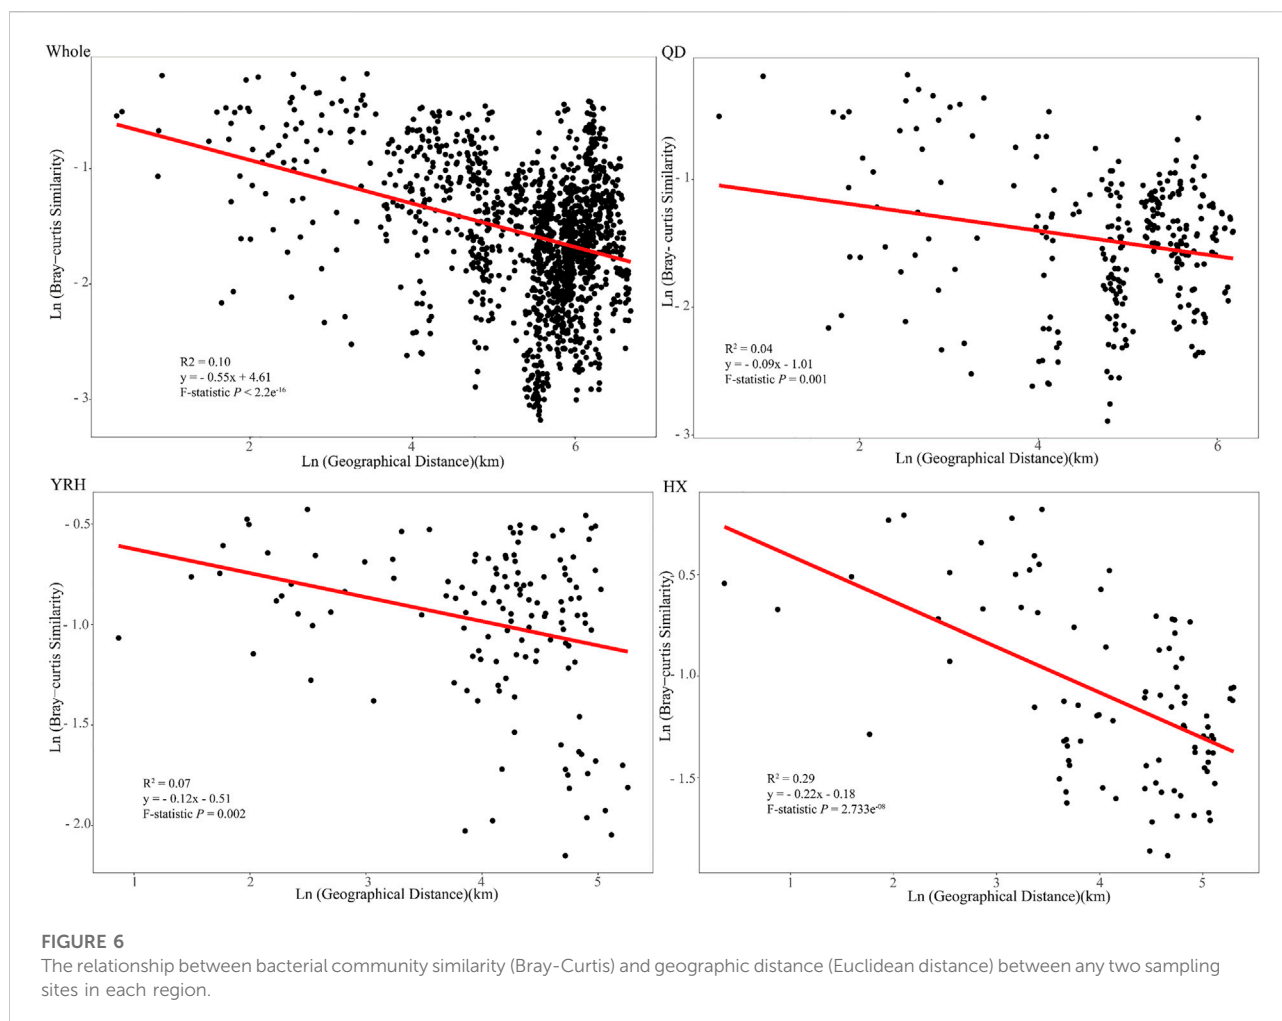 Whole
Ln (Bray-curtis Similarity)
- 1
- 2
- 3
R2 = 0.10
y = - 0.55x + 4.61
F-statistic P < 2.2e-16
2
4
6
Ln (Geographical Distance)(km)
QD
Ln (Bray- curtis Similarity)
- 1
- 2
- 3
R2 = 0.04
y = - 0.09x - 1.01
F-statistic P = 0.001
2
4
6
Ln (Geographical Distance)(km)
YRH
Ln (Bray-curtis Similarity)
- 0.5
- 1.0
- 1.5
- 2.0
R2 = 0.07
y = - 0.12x - 0.51
F-statistic P = 0.002
1
2
3
4
5
Ln (Geographical Distance)(km)
HX
Ln (Bray-curtis Similarity)
- 0.5
- 1.0
- 1.5
R2 = 0.29
y = - 0.22x - 0.18
F-statistic P = 2.733e-08
1
2
3
4
5
Ln (Geographical Distance)(km)
FIGURE 6
The relationship between bacterial community similarity (Bray-Curtis) and geographic distance (Euclidean distance) between any two sampling
sites in each region.